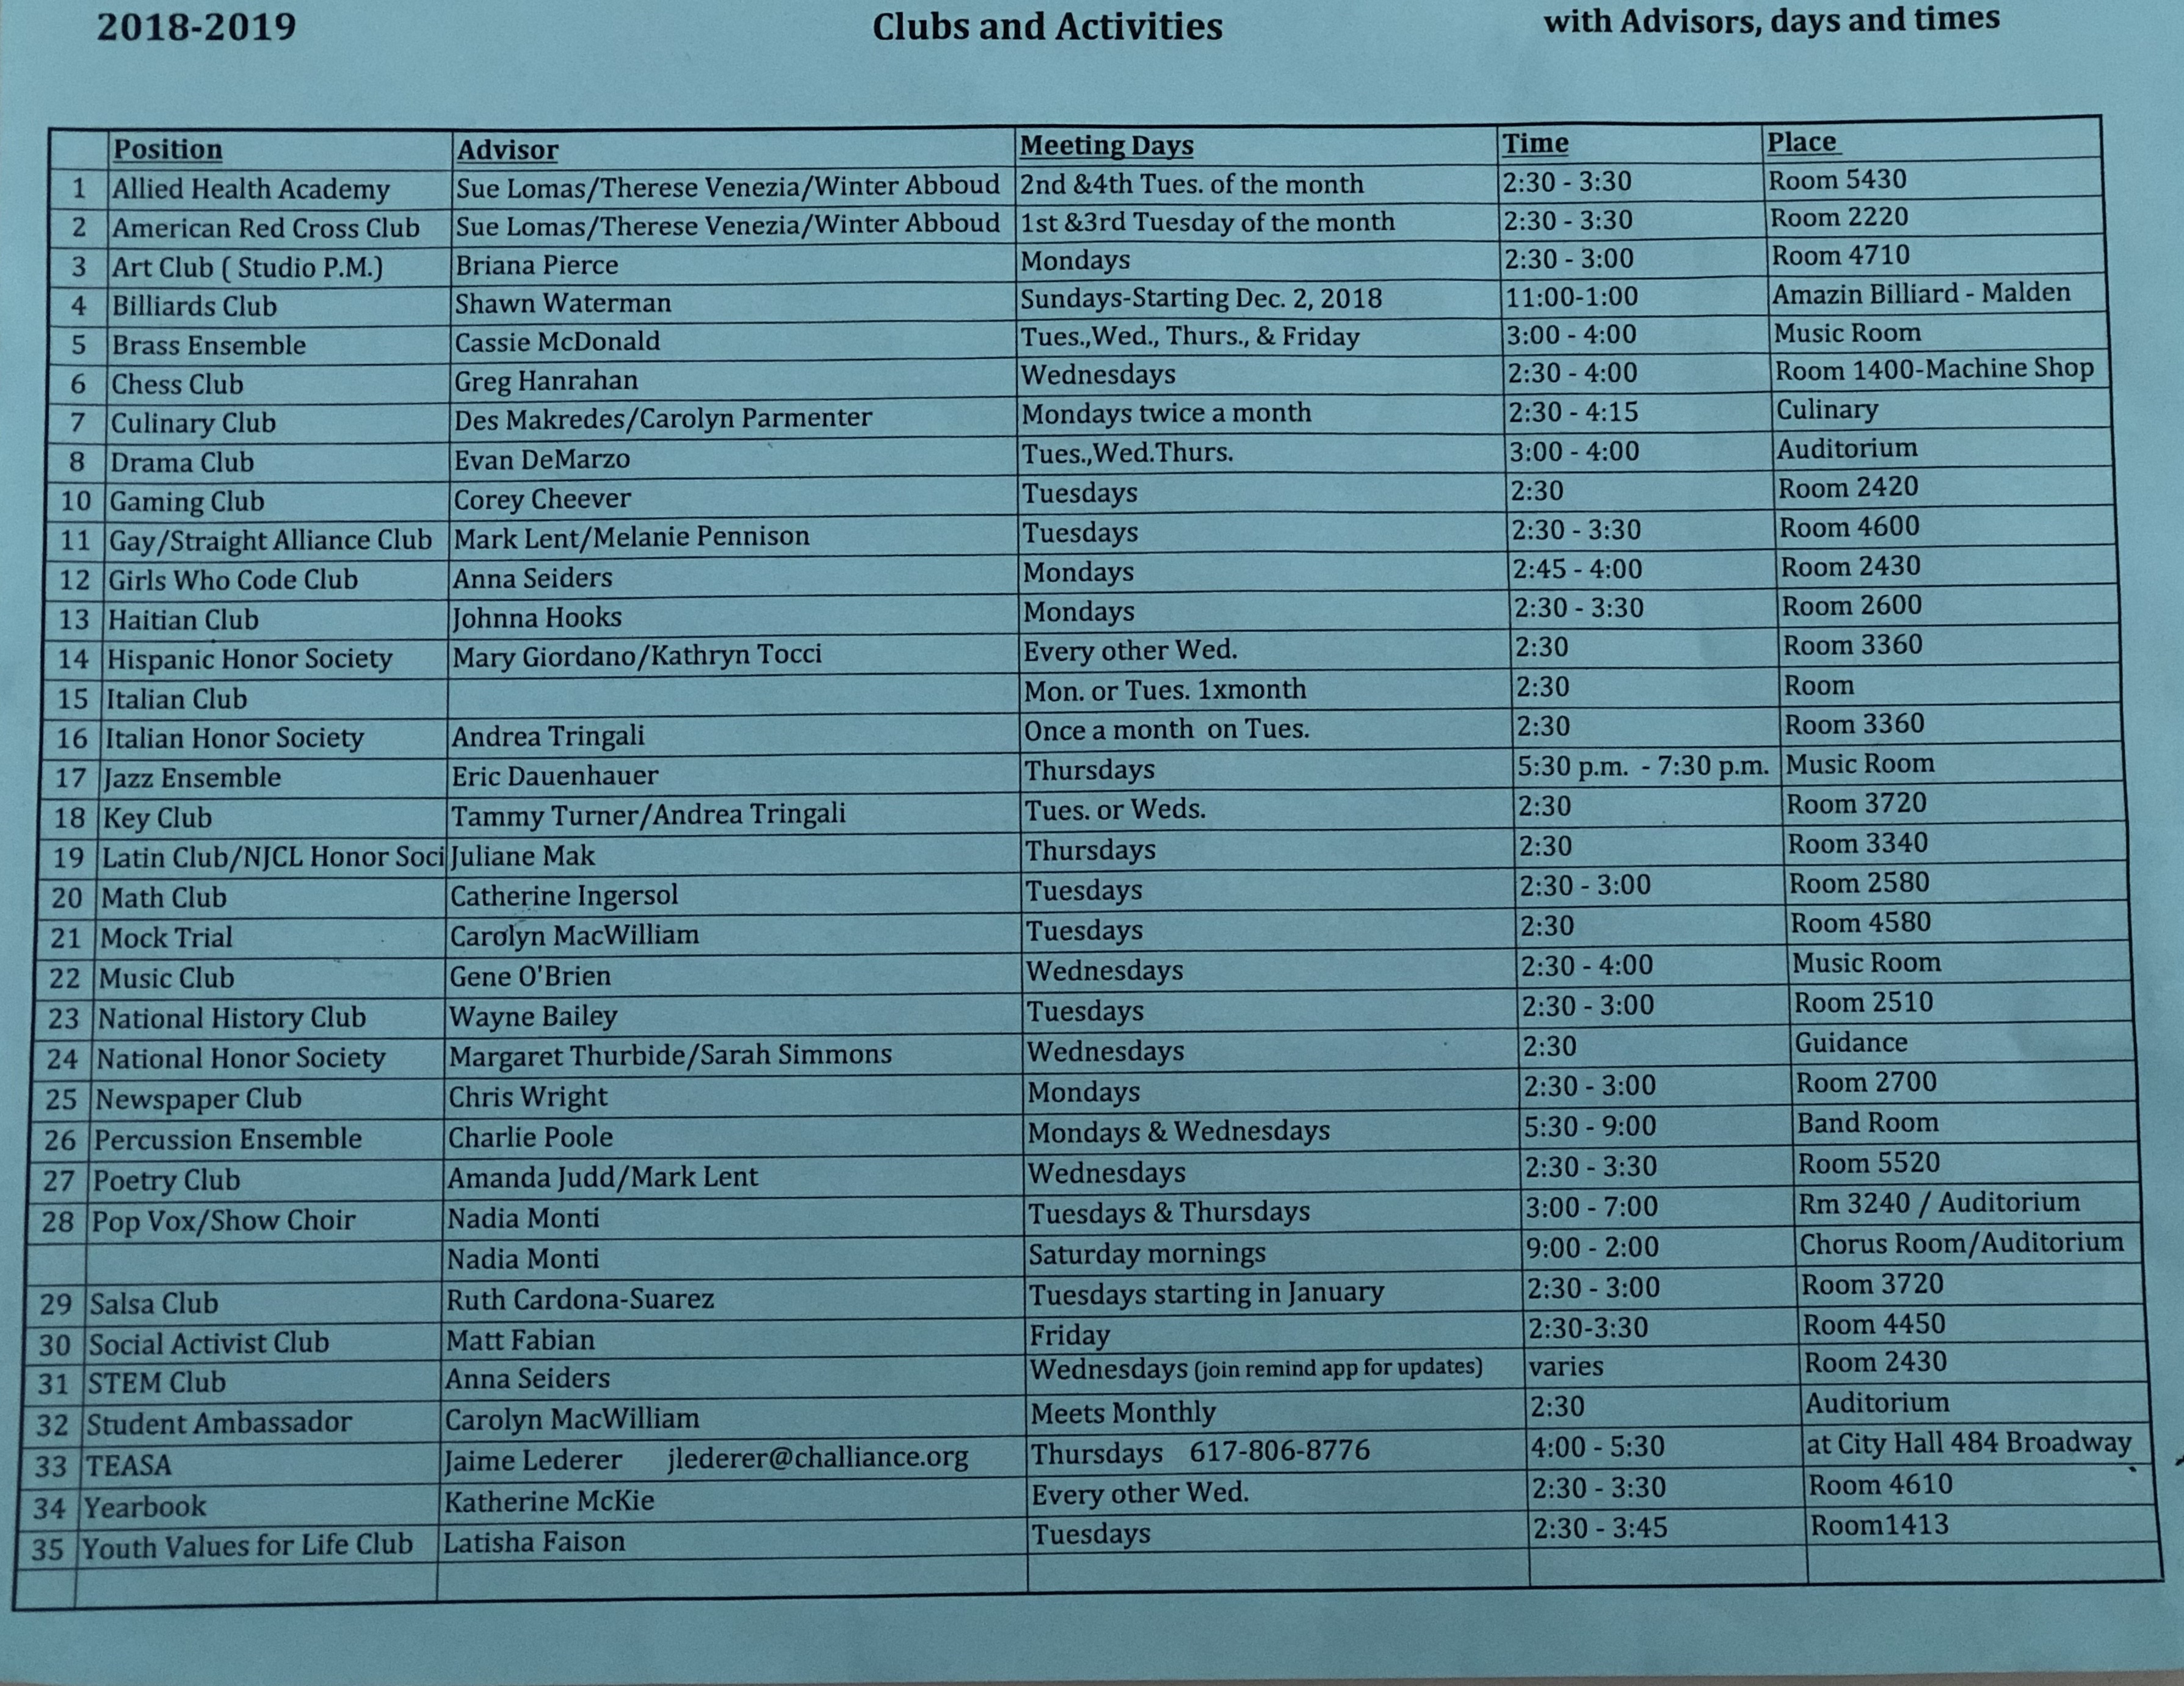 2018-2019 Clubs and Activities with Advisors, days and times
Position Advisor Meeting Days Time Place
1 Allied Health Academy Sue Lomas/Therese Venezia/Winter Abboud 2nd &4th Tues. of the month 2:30 - 3:30 Room 5430
2 American Red Cross Club Sue Lomas/Therese Venezia/Winter Abboud 1st &3rd Tuesday of the month 2:30 - 3:30 Room 2220
3 Art Club ( Studio P.M.) Briana Pierce Mondays 2:30 - 3:00 Room 4710
4 Billiards Club Shawn Waterman Sundays-Starting Dec. 2, 2018 11:00-1:00 Amazin Billiard - Malden
5 Brass Ensemble Cassie McDonald Tues.,Wed., Thurs., & Friday 3:00 - 4:00 Music Room
6 Chess Club Greg Hanrahan Wednesdays 2:30 - 4:00 Room 1400-Machine Shop
7 Culinary Club Des Makredes/Carolyn Parmenter Mondays twice a month 2:30 - 4:15 Culinary
8 Drama Club Evan DeMarzo Tues.,Wed.Thurs. 3:00 - 4:00 Auditorium
10 Gaming Club Corey Cheever Tuesdays 2:30 Room 2420
11 Gay/Straight Alliance Club Mark Lent/Melanie Pennison Tuesdays 2:30 - 3:30 Room 4600
12 Girls Who Code Club Anna Seiders Mondays 2:45 - 4:00 Room 2430
13 Haitian Club Johnna Hooks Mondays 2:30 - 3:30 Room 2600
14 Hispanic Honor Society Mary Giordano/Kathryn Tocci Every other Wed. 2:30 Room 3360
15 Italian Club Mon. or Tues. 1xmonth 2:30 Room
16 Italian Honor Society Andrea Tringali Once a month on Tues. 2:30 Room 3360
17 Jazz Ensemble Eric Dauenhauer Thursdays 5:30 p.m. - 7:30 p.m. Music Room
18 Key Club Tammy Turner/Andrea Tringali Tues. or Weds. 2:30 Room 3720
19 Latin Club/NJCL Honor Soci Juliane Mak Thursdays 2:30 Room 3340
20 Math Club Catherine Ingersol Tuesdays 2:30 - 3:00 Room 2580
21 Mock Trial Carolyn MacWilliam Tuesdays 2:30 Room 4580
22 Music Club Gene O'Brien Wednesdays 2:30 - 4:00 Music Room
23 National History Club Wayne Bailey Tuesdays 2:30 - 3:00 Room 2510
24 National Honor Society Margaret Thurbide/Sarah Simmons Wednesdays 2:30 Guidance
25 Newspaper Club Chris Wright Mondays 2:30 - 3:00 Room 2700
26 Percussion Ensemble Charlie Poole Mondays & Wednesdays 5:30 - 9:00 Band Room
27 Poetry Club Amanda Judd/Mark Lent Wednesdays 2:30 - 3:30 Room 5520
28 Pop Vox/Show Choir Nadia Monti Tuesdays & Thursdays 3:00 - 7:00 Rm 3240 / Auditorium
Nadia Monti Saturday mornings 9:00 - 2:00 Chorus Room/Auditorium
29 Salsa Club Ruth Cardona-Suarez Tuesdays starting in January 2:30 - 3:00 Room 3720
30 Social Activist Club Matt Fabian Friday 2:30-3:30 Room 4450
31 STEM Club Anna Seiders Wednesdays (join remind app for updates) varies Room 2430
32 Student Ambassador Carolyn MacWilliam Meets Monthly 2:30 Auditorium
33 TEASA Jaime Lederer jlederer@challiance.org Thursdays 617-806-8776 4:00 - 5:30 at City Hall 484 Broadway
34 Yearbook Katherine McKie Every other Wed. 2:30 - 3:30 Room 4610
35 Youth Values for Life Club Latisha Faison Tuesdays 2:30 - 3:45 Room1413